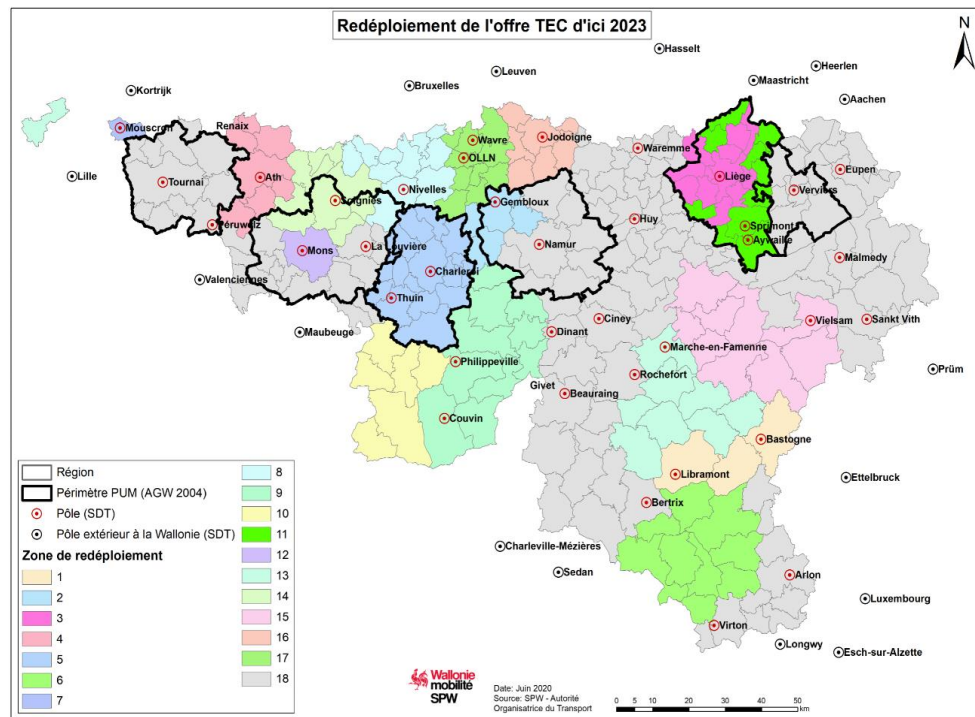 Redéploiement de l'offre TEC d'ici 2023
N
Hasselt
Heerlen
Leuven
Maastricht
Bruxelles
Aachen
Kortrijk
Mouscron
Renaix
Wavre
Jodoigne
OLLN
Waremme
Eupen
Lille
Tournai
Ath
Liège
Verviers
Nivelles
Soignies
Gembloux
Péruwelz
Huy
Sprimont
Aywaille
Mons
La Louvière
Namur
Malmedy
Valenciennes
Charleroi
Thuin
Ciney
Vielsam
Sankt Vith
Maubeuge
Dinant
Marche-en-Famenne
Philippeville
Rochefort
Prüm
Givet
Beauraing
Couvin
Bastogne
Libramont
Ettelbruck
Bertrix
Charleville-Mézières
Sedan
Arlon
Luxembourg
Virton
Longwy
Esch-sur-Alzette
Région
Périmètre PUM (AGW 2004)
Pôle (SDT)
Pôle extérieur à la Wallonie (SDT)
Zone de redéploiement
1
2
3
4
5
6
7
8
9
10
11
12
13
14
15
16
17
18
Wallonie
mobilité
SPW
Date: Juin 2020
Source: SPW - Autorité
Organisatrice du Transport
0 5 10 20 30 40 50
km